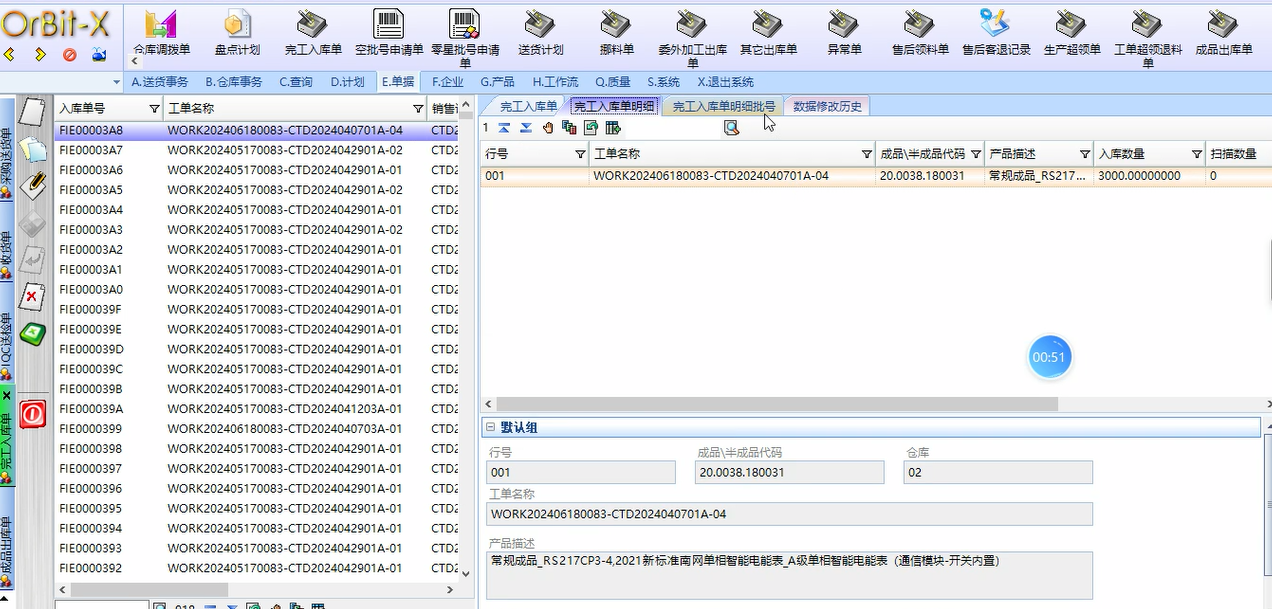 OrBit-X
仓库调拨单
盘点计划
完工入库单
空批号申请单
零星批号申请单
送货计划
挪料单
委外加工出库单
其它出库单
异常单
售后领料单
售后客退记录
生产超领单
工单超领退料单
成品出库单
A.送货事务 B.仓库事务 C.查询 D.计划 E.单据 F.企业 G.产品 H.工作流 Q.质量 S.系统 X.退出系统
采购送货单
收货单
IQC送检单
完工入库单
成品出库单
入库单号 工单名称 销售
FIE00003A8 WORK202406180083-CTD2024040701A-04 CTD2
FIE00003A7 WORK202405170083-CTD2024042901A-02 CTD2
FIE00003A6 WORK202405170083-CTD2024042901A-01 CTD2
FIE00003A5 WORK202405170083-CTD2024042901A-02 CTD2
FIE00003A4 WORK202405170083-CTD2024042901A-01 CTD2
FIE00003A3 WORK202405170083-CTD2024042901A-02 CTD2
FIE00003A2 WORK202405170083-CTD2024042901A-01 CTD2
FIE00003A1 WORK202405170083-CTD2024042901A-01 CTD2
FIE00003A0 WORK202405170083-CTD2024042901A-01 CTD2
FIE000039F WORK202405170083-CTD2024042901A-01 CTD2
FIE000039E WORK202405170083-CTD2024042901A-01 CTD2
FIE000039D WORK202405170083-CTD2024042901A-01 CTD2
FIE000039C WORK202405170083-CTD2024042901A-01 CTD2
FIE000039B WORK202405170083-CTD2024042901A-01 CTD2
FIE000039A WORK202405170083-CTD2024041203A-01 CTD2
FIE0000399 WORK202406180083-CTD2024040703A-01 CTD2
FIE0000398 WORK202405170083-CTD2024042901A-01 CTD2
FIE0000397 WORK202405170083-CTD2024042901A-01 CTD2
FIE0000396 WORK202405170083-CTD2024042901A-01 CTD2
FIE0000395 WORK202405170083-CTD2024042901A-01 CTD2
FIE0000394 WORK202405170083-CTD2024042901A-01 CTD2
FIE0000393 WORK202405170083-CTD2024042901A-01 CTD2
FIE0000392 WORK202405170083-CTD2024042901A-01 CTD2
完工入库单 完工入库单明细 完工入库单明细批号 数据修改历史
1
行号 工单名称 成品\半成品代码 产品描述 入库数量 扫描数量
001 WORK202406180083-CTD2024040701A-04 20.0038.180031 常规成品_RS217... 3000.00000000 0
00:51
默认组
行号 成品\半成品代码 仓库
001 20.0038.180031 02
工单名称
WORK202406180083-CTD2024040701A-04
产品描述
常规成品_RS217CP3-4,2021新标准南网单相智能电能表_A级单相智能电能表（通信模块-开关内置）